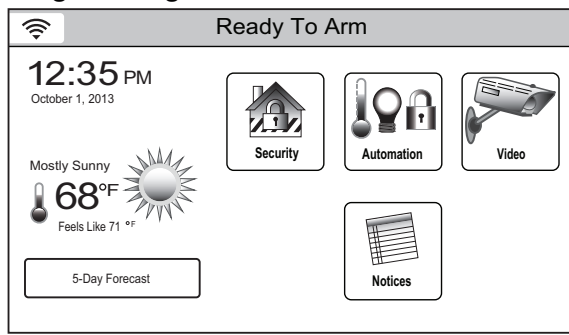 Ready To Arm
12:35 PM
October 1, 2013
Mostly Sunny
68°F
Feels Like 71 °F
5-Day Forecast
Security
Automation
Video
Notices